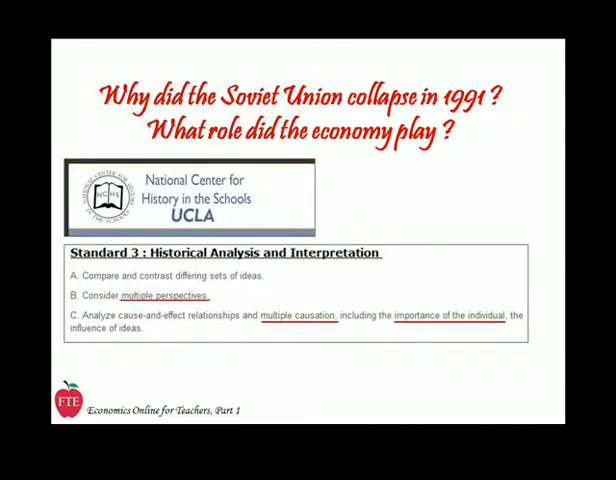 Why did the Soviet Union collapse in 1991 ?
What role did the economy play ?
NCHS
National Center for
History in the Schools
UCLA
Standard 3 : Historical Analysis and Interpretation
A. Compare and contrast differing sets of ideas.
B. Consider multiple perspectives.
C. Analyze cause-and-effect relationships and multiple causation, including the importance of the individual, the
influence of ideas.
FTE
Economics Online for Teachers, Part 1